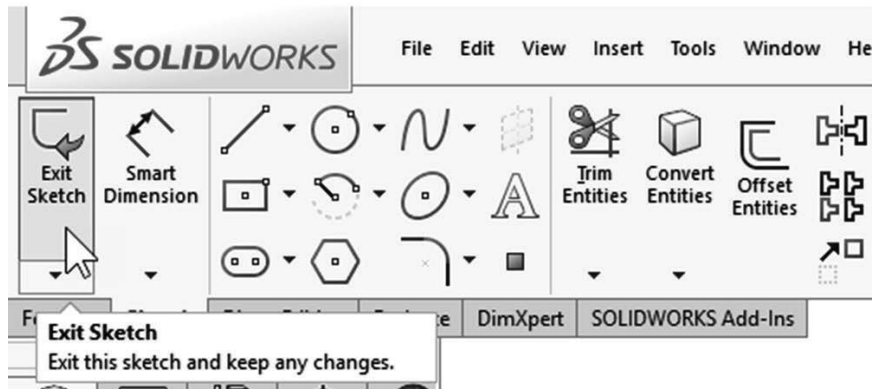 SOLIDWORKS File Edit View Insert Tools Window
Exit
Sketch
Smart
Dimension
Trim
Entities
Convert
Entities
Offset
Entities
A
DimXpert SOLIDWORKS Add-Ins
Exit Sketch
Exit this sketch and keep any changes.